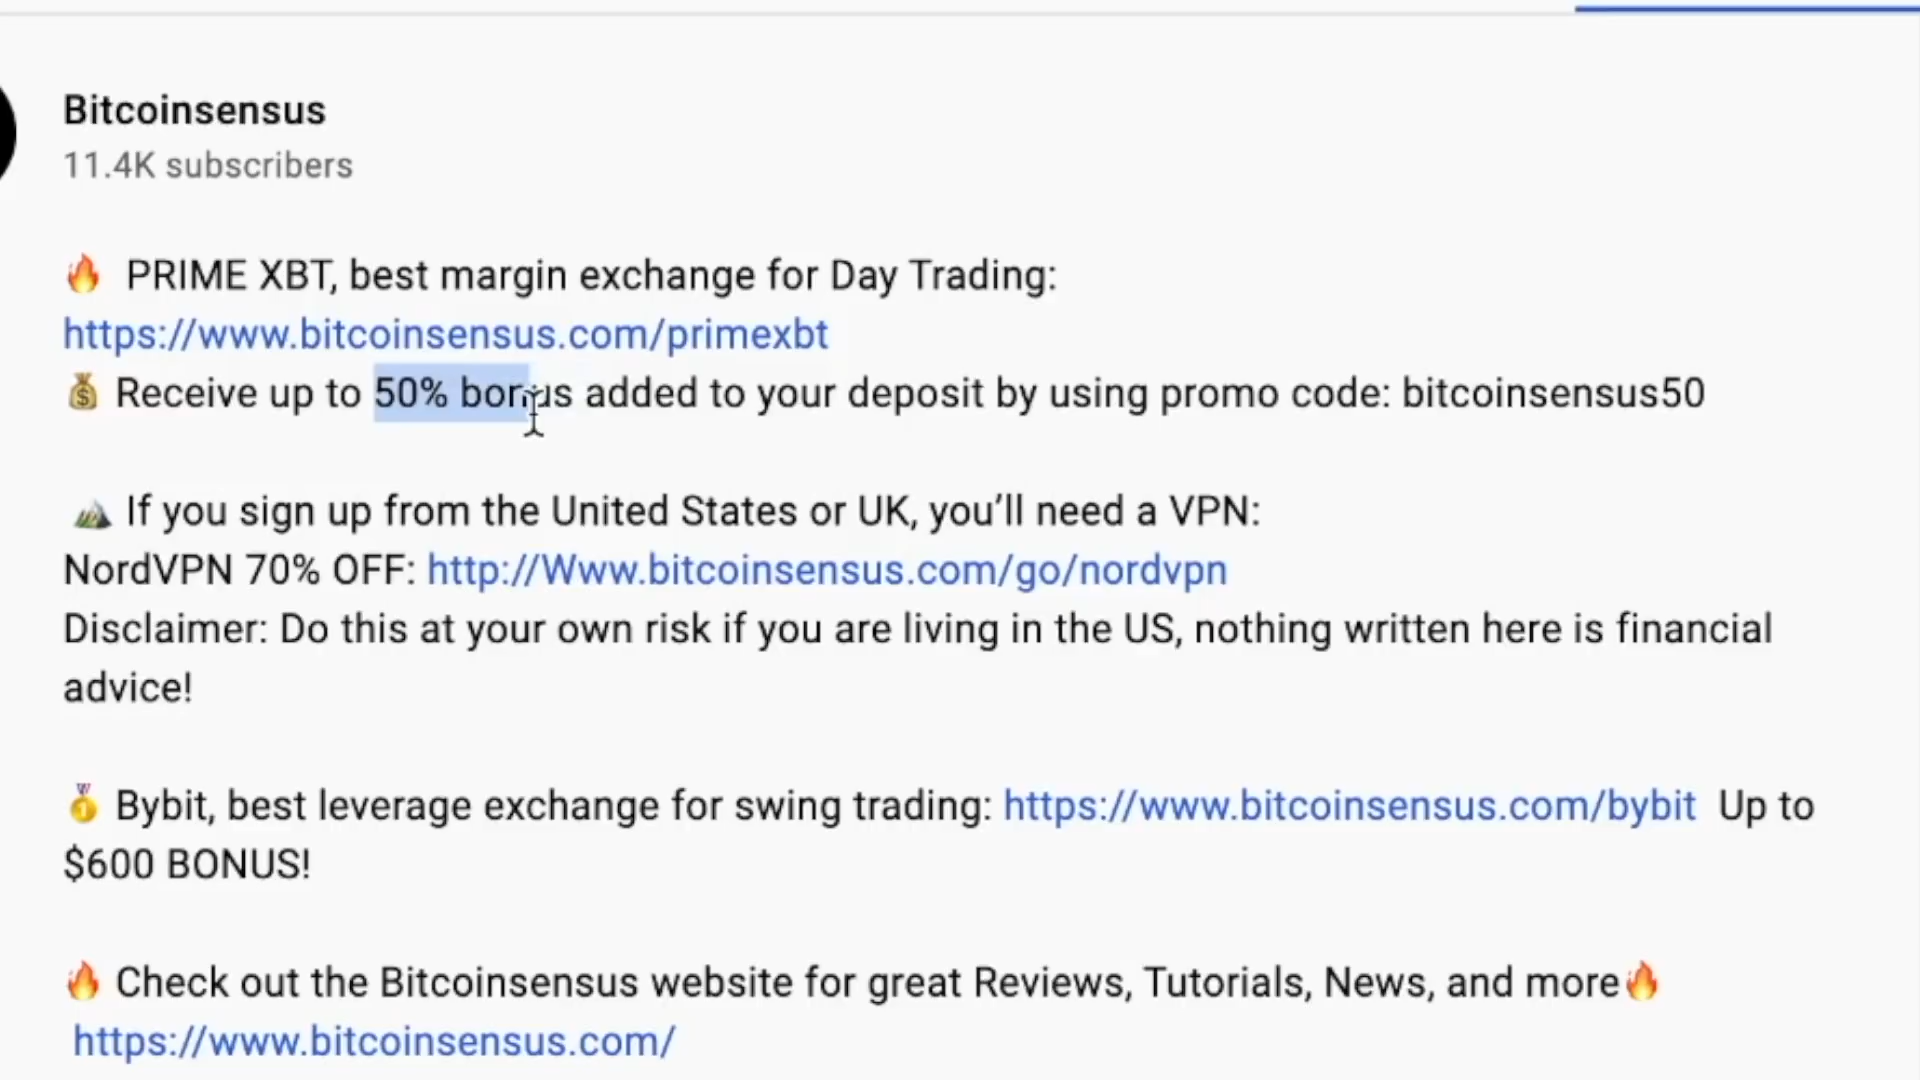 Bitcoinsensus
11.4K subscribers
🔥 PRIME XBT, best margin exchange for Day Trading:
https://www.bitcoinsensus.com/primexbt
💰 Receive up to 50% bonus added to your deposit by using promo code: bitcoinsensus50
🏔️ If you sign up from the United States or UK, you’ll need a VPN:
NordVPN 70% OFF: http://Www.bitcoinsensus.com/go/nordvpn
Disclaimer: Do this at your own risk if you are living in the US, nothing written here is financial
advice!
🥇 Bybit, best leverage exchange for swing trading: https://www.bitcoinsensus.com/bybit Up to
$600 BONUS!
🔥 Check out the Bitcoinsensus website for great Reviews, Tutorials, News, and more🔥
https://www.bitcoinsensus.com/